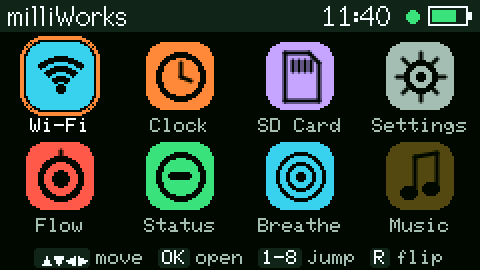 milliWorks 11:40
Wi-Fi Clock SD Card Settings
Flow Status Breathe Music
▲▼◀▶ move OK open 1-8 jump R flip